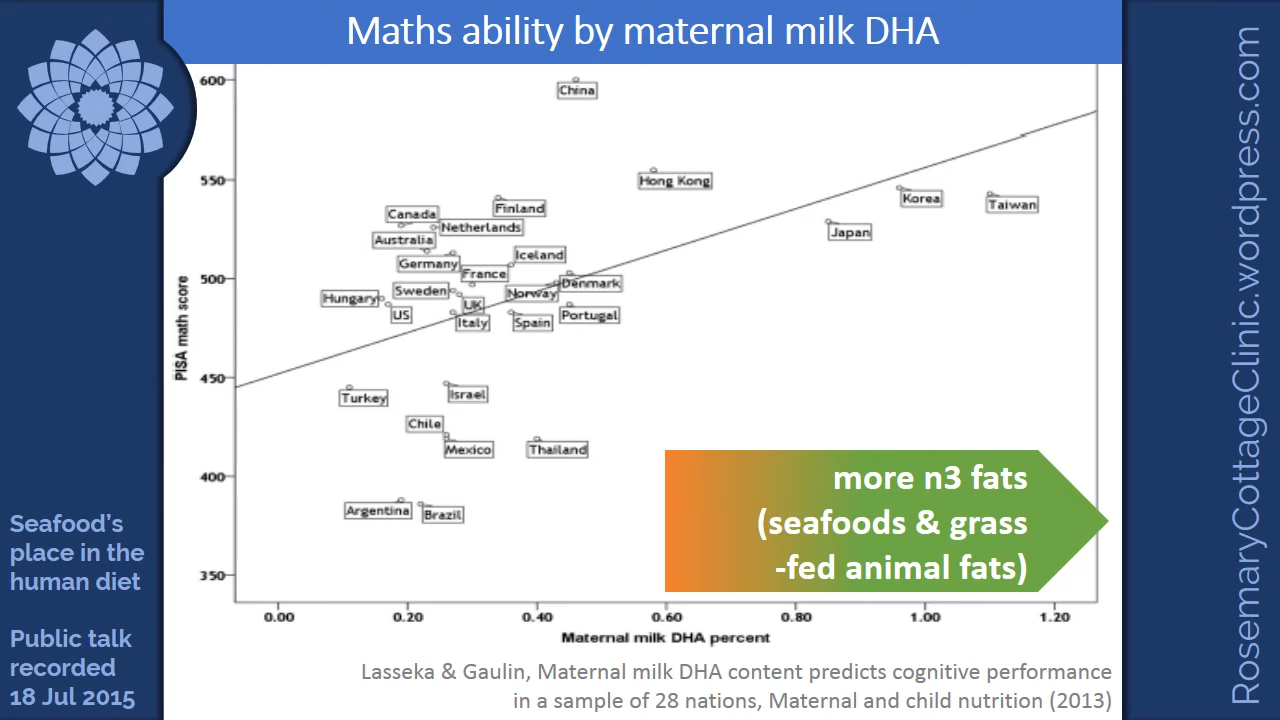 Maths ability by maternal milk DHA
600
550
500
450
400
350
PISA math score
China
Hong Kong
Korea
Taiwan
Japan
Finland
Canada
Netherlands
Australia
Iceland
Germany
France
Denmark
Sweden
Norway
Hungary
UK
US
Italy
Spain
Portugal
Turkey
Israel
Chile
Mexico
Thailand
Argentina
Brazil
more n3 fats
(seafoods & grass
-fed animal fats)
0.00 0.20 0.40 0.60 0.80 1.00 1.20
Maternal milk DHA percent
Lasseka & Gaulin, Maternal milk DHA content predicts cognitive performance
in a sample of 28 nations, Maternal and child nutrition (2013)
Seafood's
place in the
human diet
Public talk
recorded
18 Jul 2015
RosemaryCottageClinic.wordpress.com